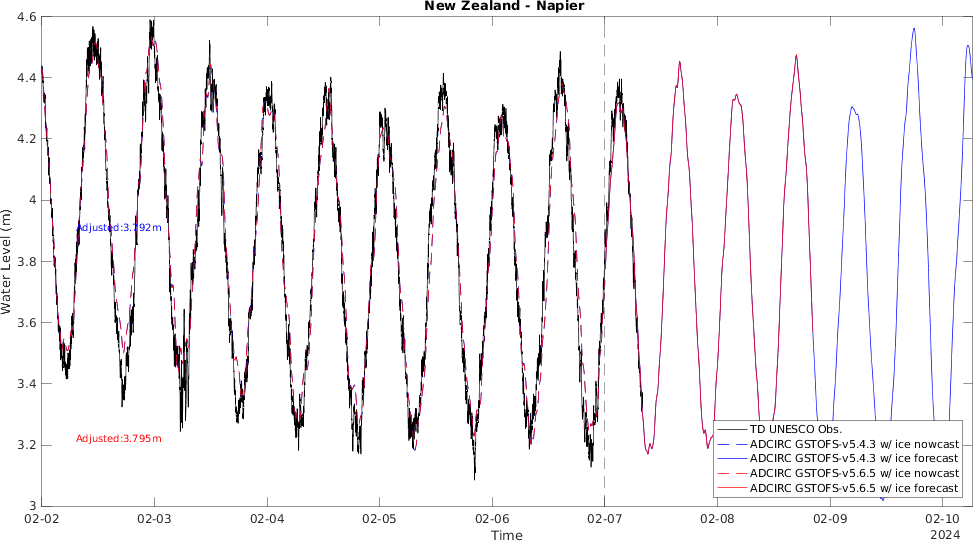 New Zealand - Napier
4.6
4.4
4.2
4
3.8
3.6
3.4
3.2
3
Water Level (m)
Adjusted:3.792m
Adjusted:3.795m
TD UNESCO Obs.
ADCIRC GSTOFS-v5.4.3 w/ ice nowcast
ADCIRC GSTOFS-v5.4.3 w/ ice forecast
ADCIRC GSTOFS-v5.6.5 w/ ice nowcast
ADCIRC GSTOFS-v5.6.5 w/ ice forecast
02-02 02-03 02-04 02-05 02-06 02-07 02-08 02-09 02-10
Time
2024